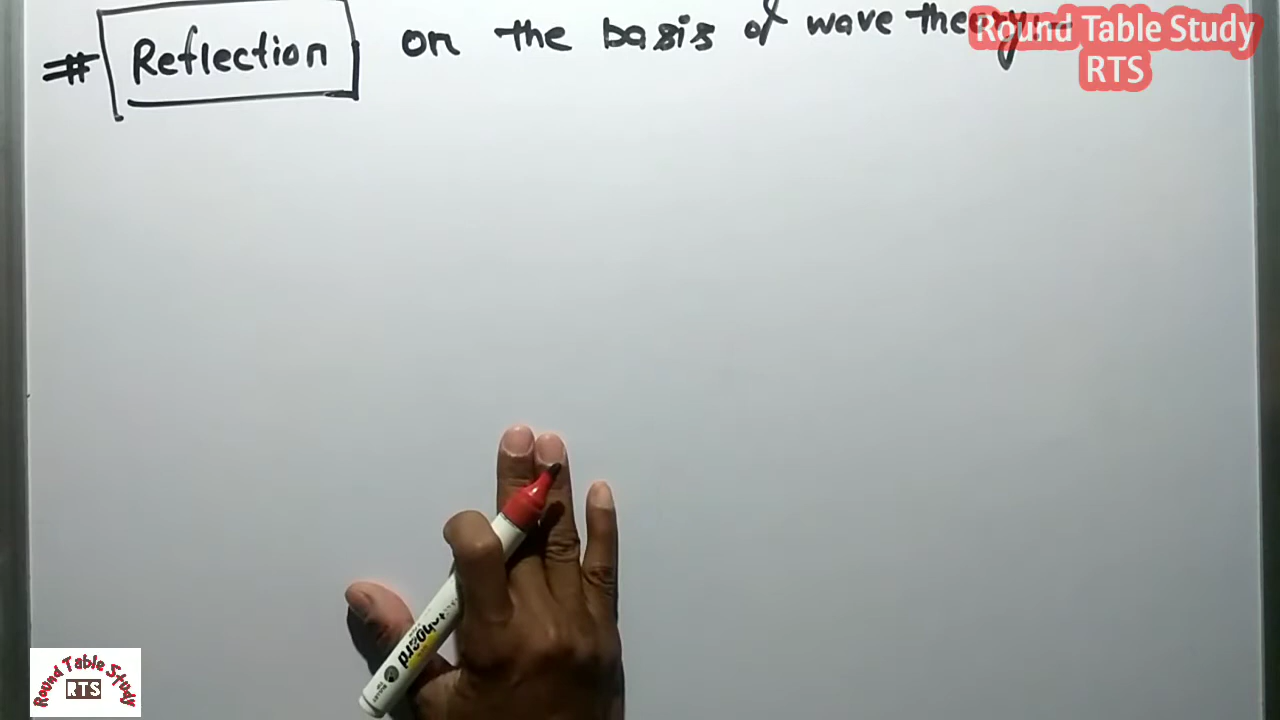 # Reflection on the basis of wave theory:-
Round Table Study
RTS
Round Table Study
RTS